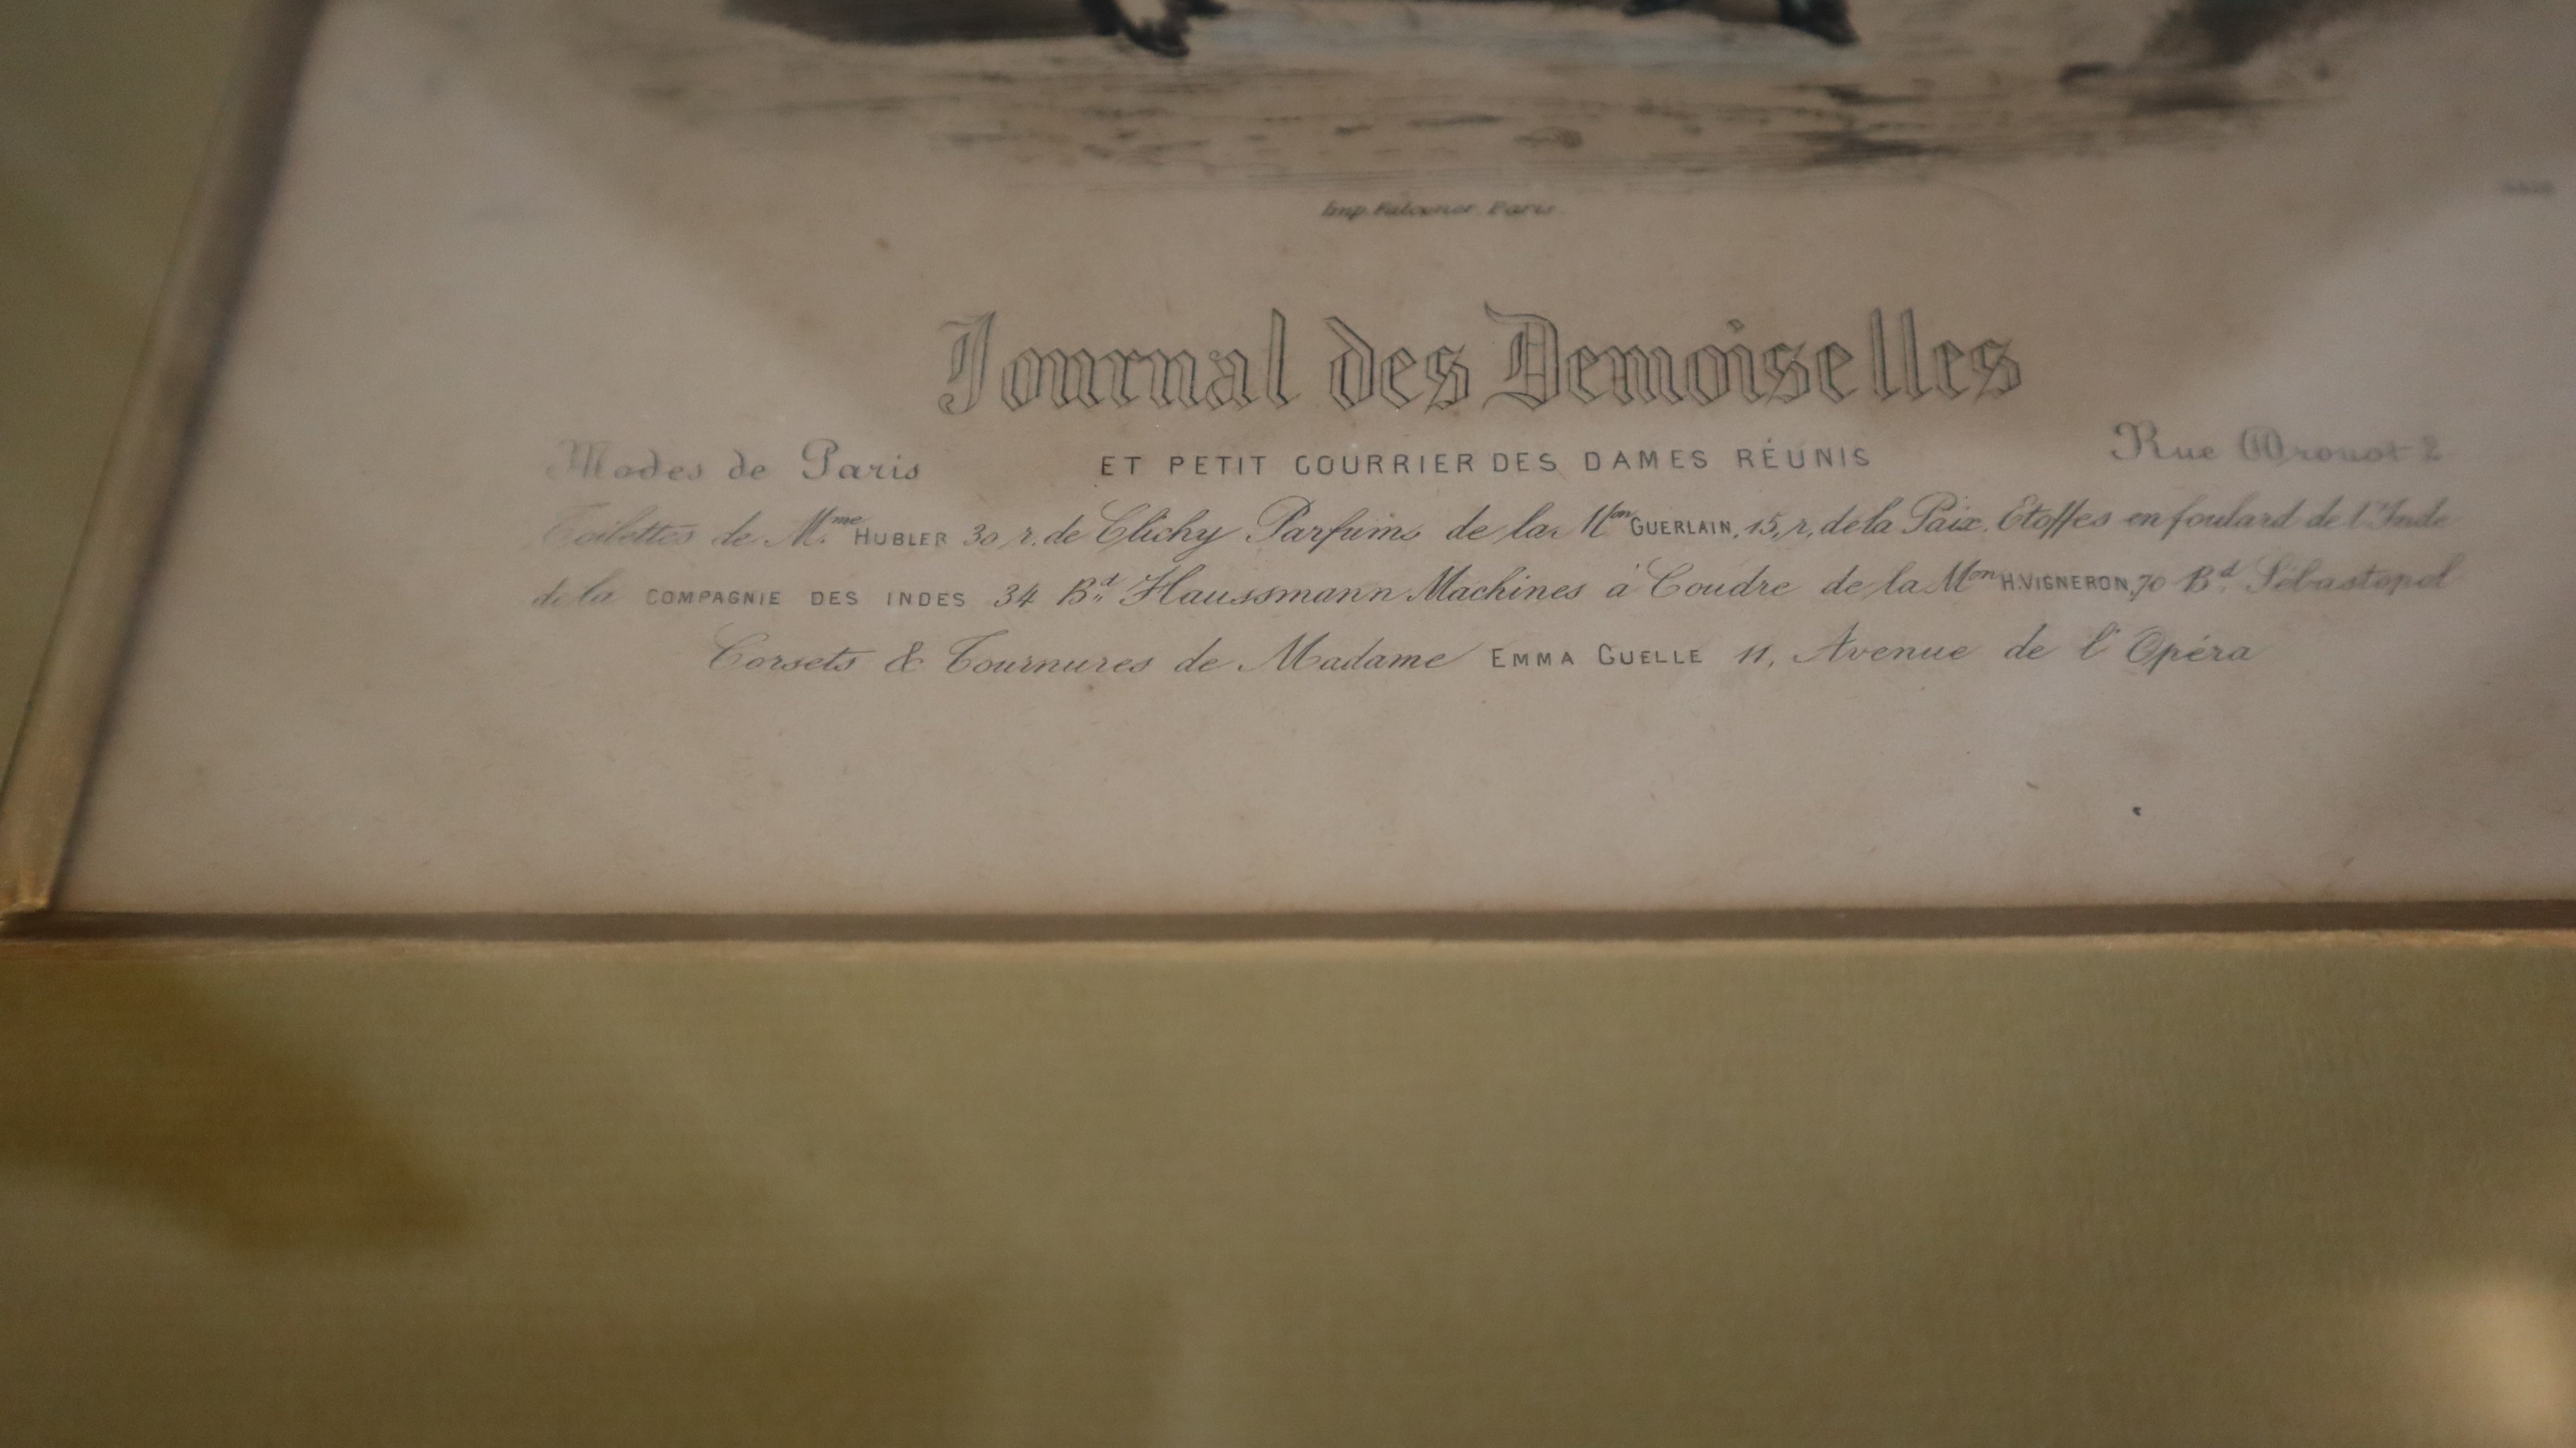 Imp. Falconer. Paris.
Journal des Demoiselles
Modes de Paris ET PETIT COURRIER DES DAMES RÉUNIS Rue Drouot 2
Toilettes de Mme HUBLER 30 r. de Clichy Parfums de la Mon GUERLAIN, 15, r, de la Paix. Etoffes en foulard de l'Inde
de la COMPAGNIE DES INDES 34 Bd Haussmann Machines à Coudre de la Mon H. VIGNERON, 70 Bd Sébastopol
Corsets & Tournures de Madame EMMA GUELLE 11, Avenue de l'Opéra